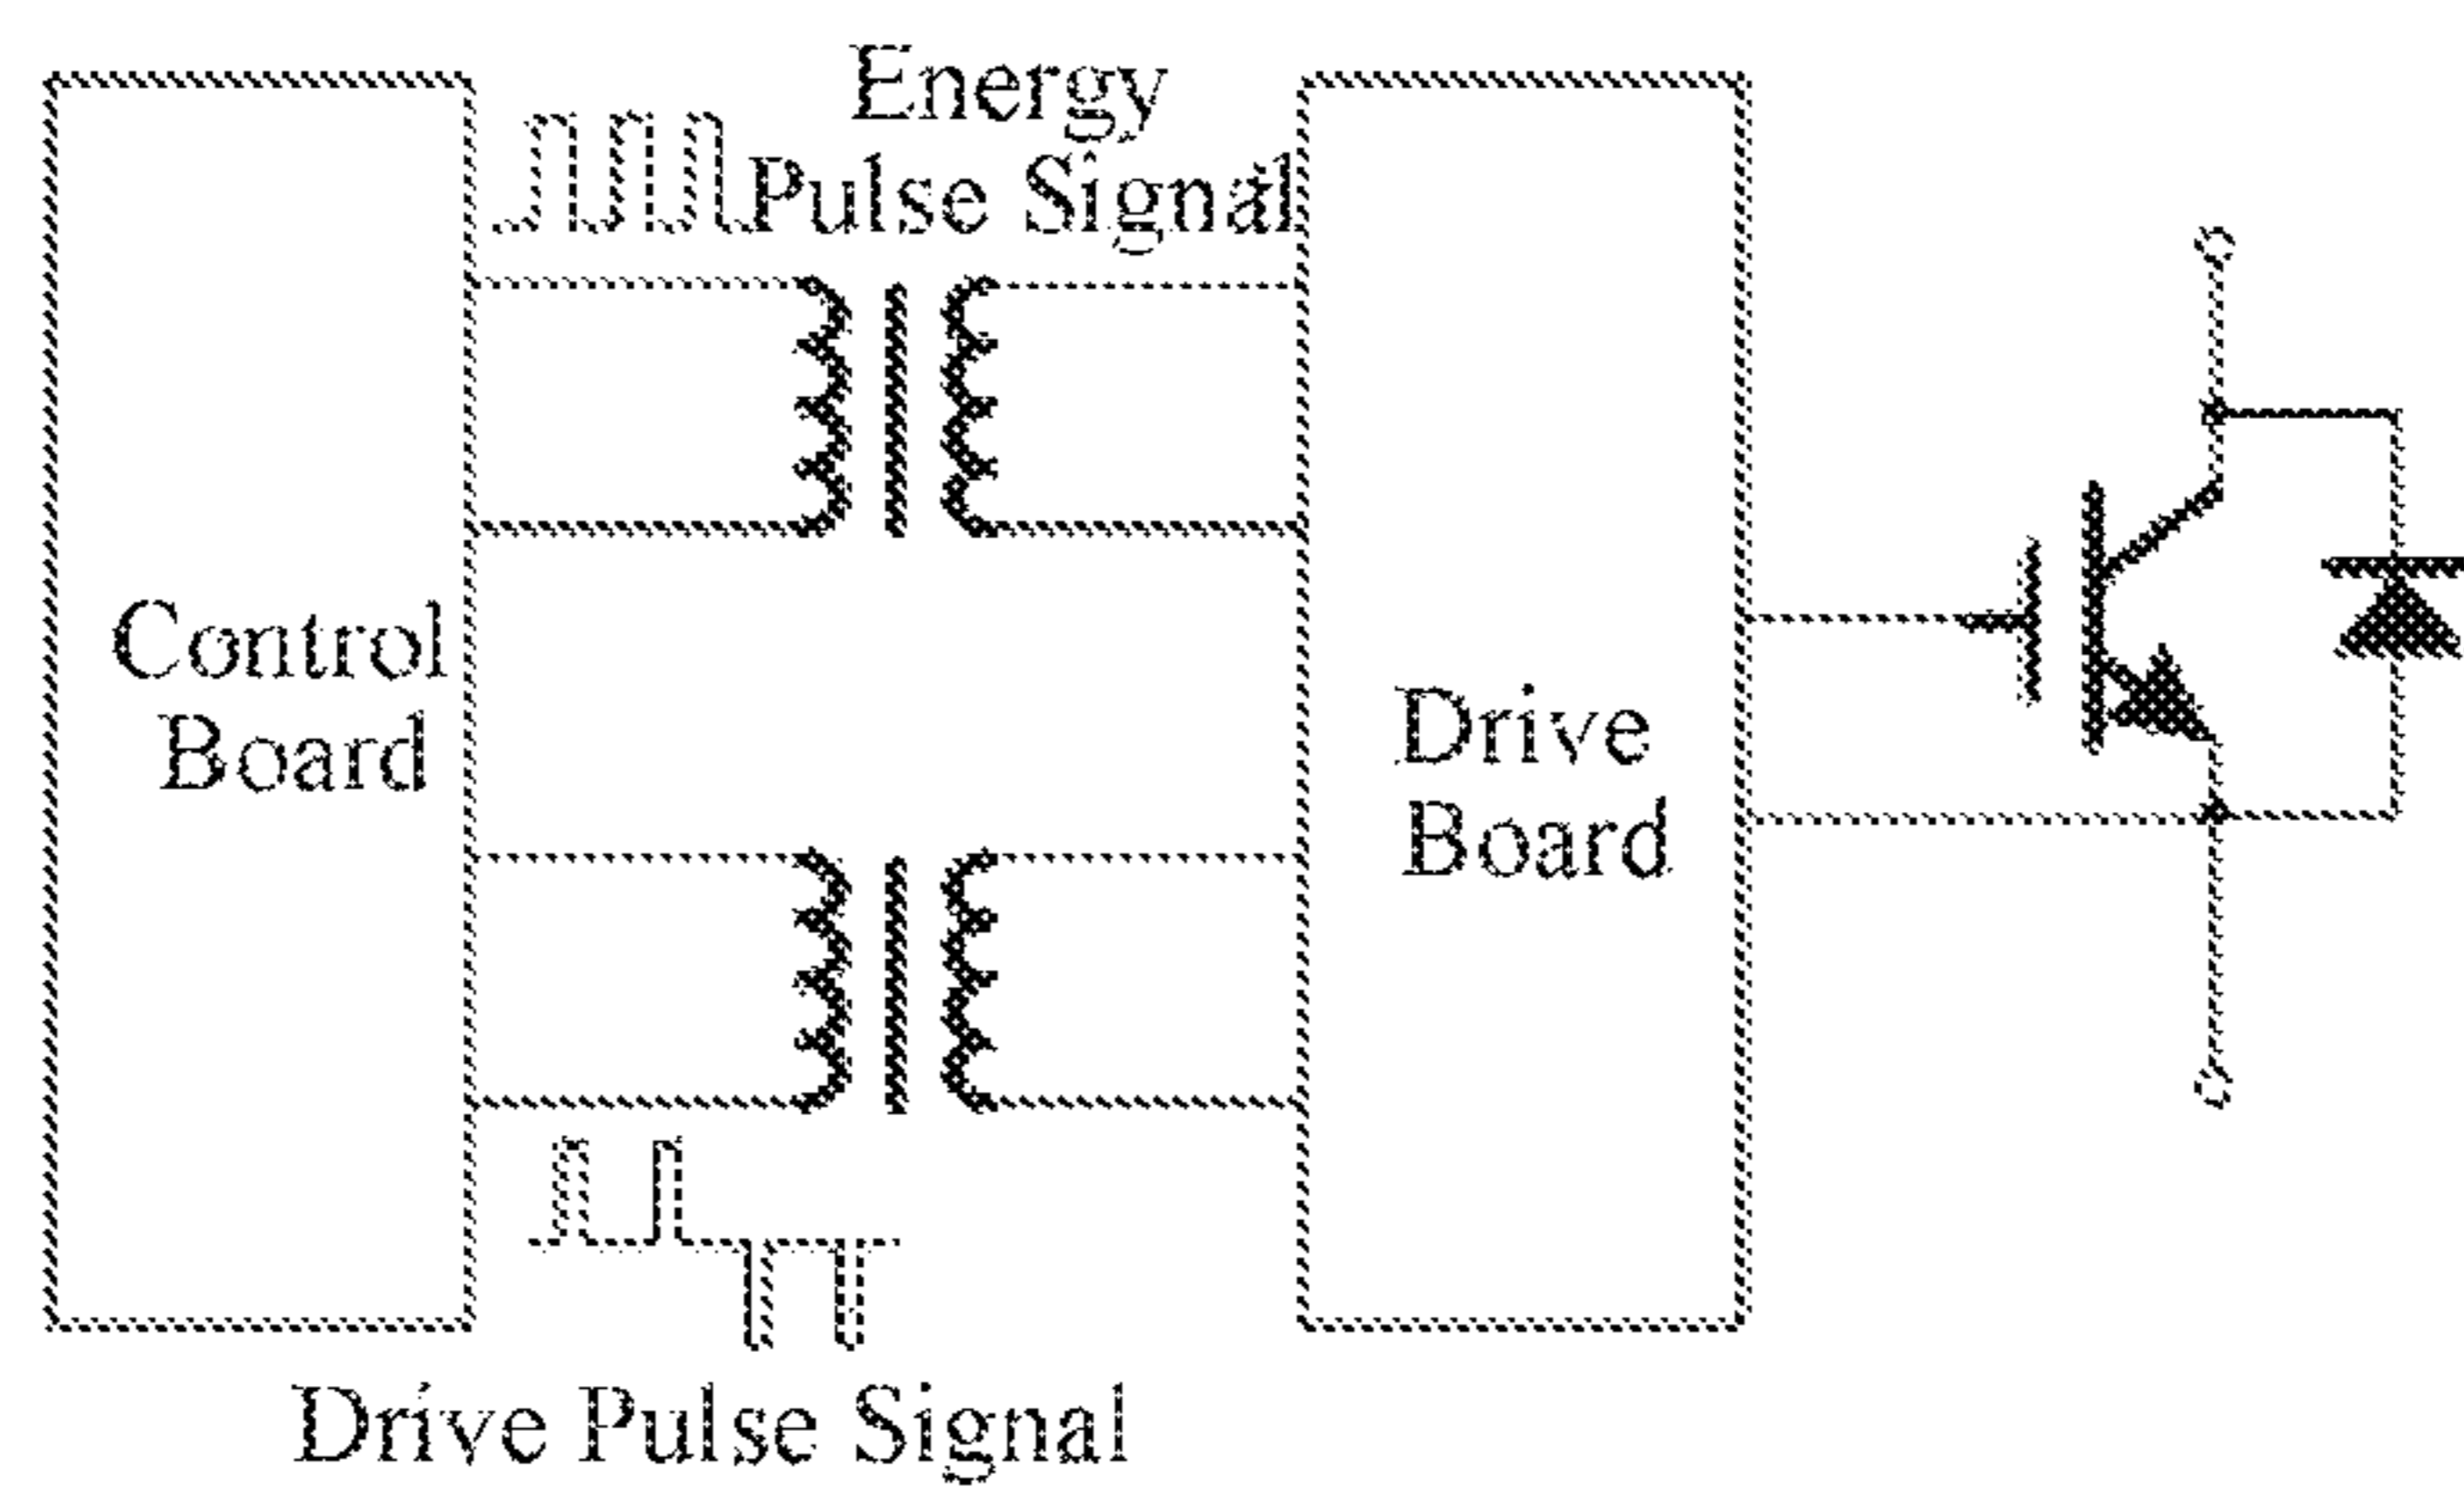 Energy
Pulse Signal
Control
Board
Drive
Board
Drive Pulse Signal